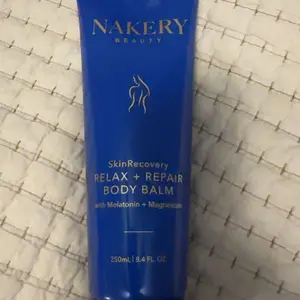 NAKERY
BEAUTY
SkinRecovery
RELAX + REPAIR
BODY BALM
with Melatonin + Magnesium
250mL | 8.4 FL. OZ